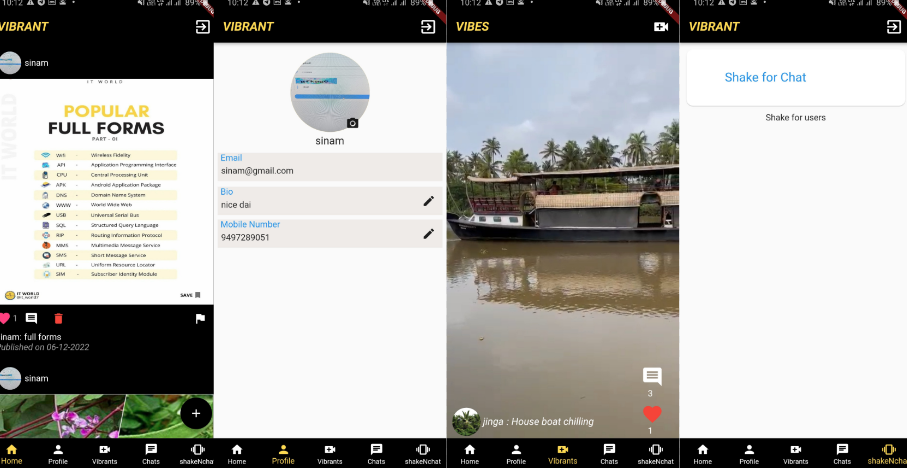 10:12
89%
VIBRANT
sinam
IT WORLD
IT WORLD
POPULAR
FULL FORMS
PART - 01
Wifi - Wireless Fidelity
API - Application Programming Interface
CPU - Central Processing Unit
APK - Android Application Package
DNS - Domain Name System
WWW - World Wide Web
USB - Universal Serial Bus
SQL - Structured Query Language
RIP - Routing Information Protocol
MMS - Multimedia Message Service
SMS - Short Message Service
URL - Uniform Resource Locator
SIM - Subscriber Identity Module
IT WORLD
SAVE
1
inam: full forms
ublished on 06-12-2022
sinam
+
Home
Profile
Vibrants
Chats
shakeNcha
10:12
89%
VIBRANT
sinam
Email
sinam@gmail.com
Bio
nice dai
Mobile Number
9497289051
Home
Profile
Vibrants
Chats
shakeNchat
10:12
89%
VIBES
3
1
jinga : House boat chilling
Home
Profile
Vibrants
Chats
shakeNchat
10:12
89%
VIBRANT
Shake for Chat
Shake for users
Home
Profile
Vibrants
Chats
shakeNcha